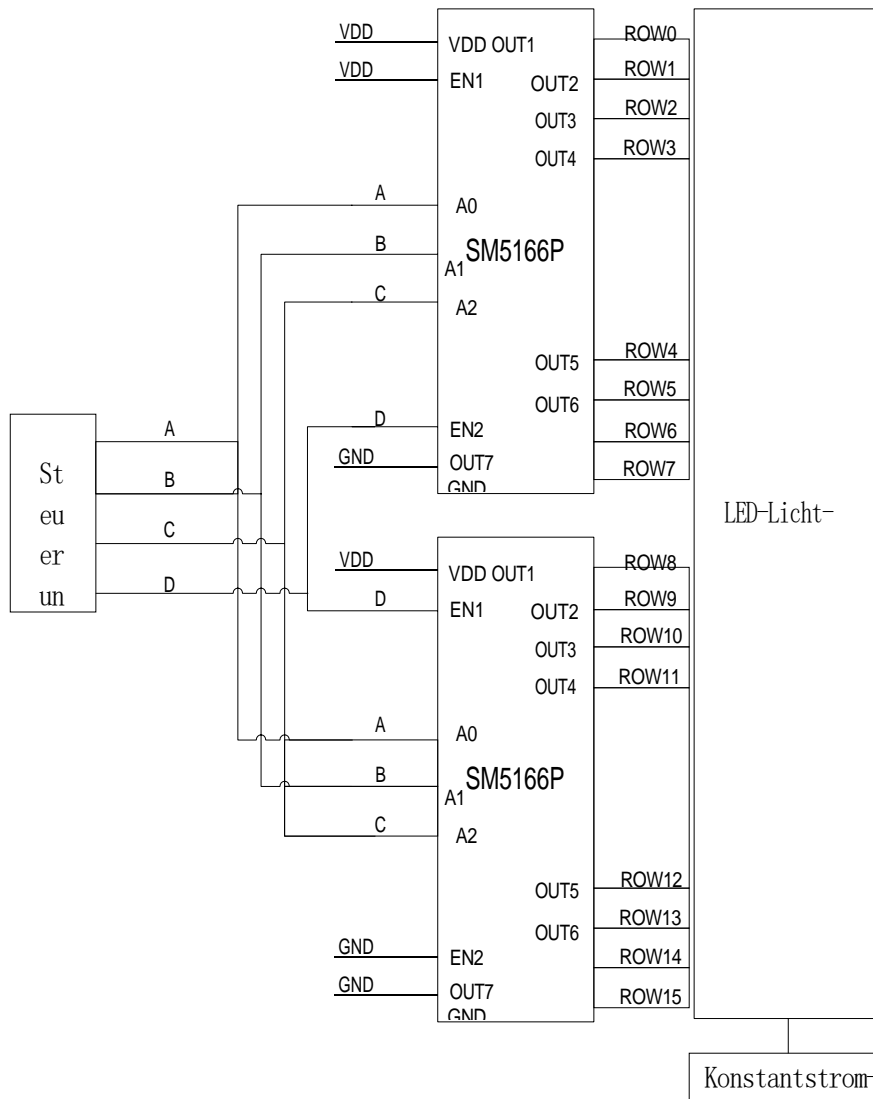 VDD
VDD OUT1
ROW0
VDD
EN1
OUT2
ROW1
OUT3
ROW2
OUT4
ROW3
A
A0
B
SM5166P
A1
C
A2
OUT5
ROW4
OUT6
ROW5
D
EN2
ROW6
GND
OUT7
ROW7
GND
A
B
C
D
St
eu
er
un
LED-Licht-
VDD
VDD OUT1
ROW8
D
EN1
OUT2
ROW9
OUT3
ROW10
OUT4
ROW11
A
A0
B
SM5166P
A1
C
A2
OUT5
ROW12
OUT6
ROW13
GND
EN2
ROW14
GND
OUT7
ROW15
GND
Konstantstrom-